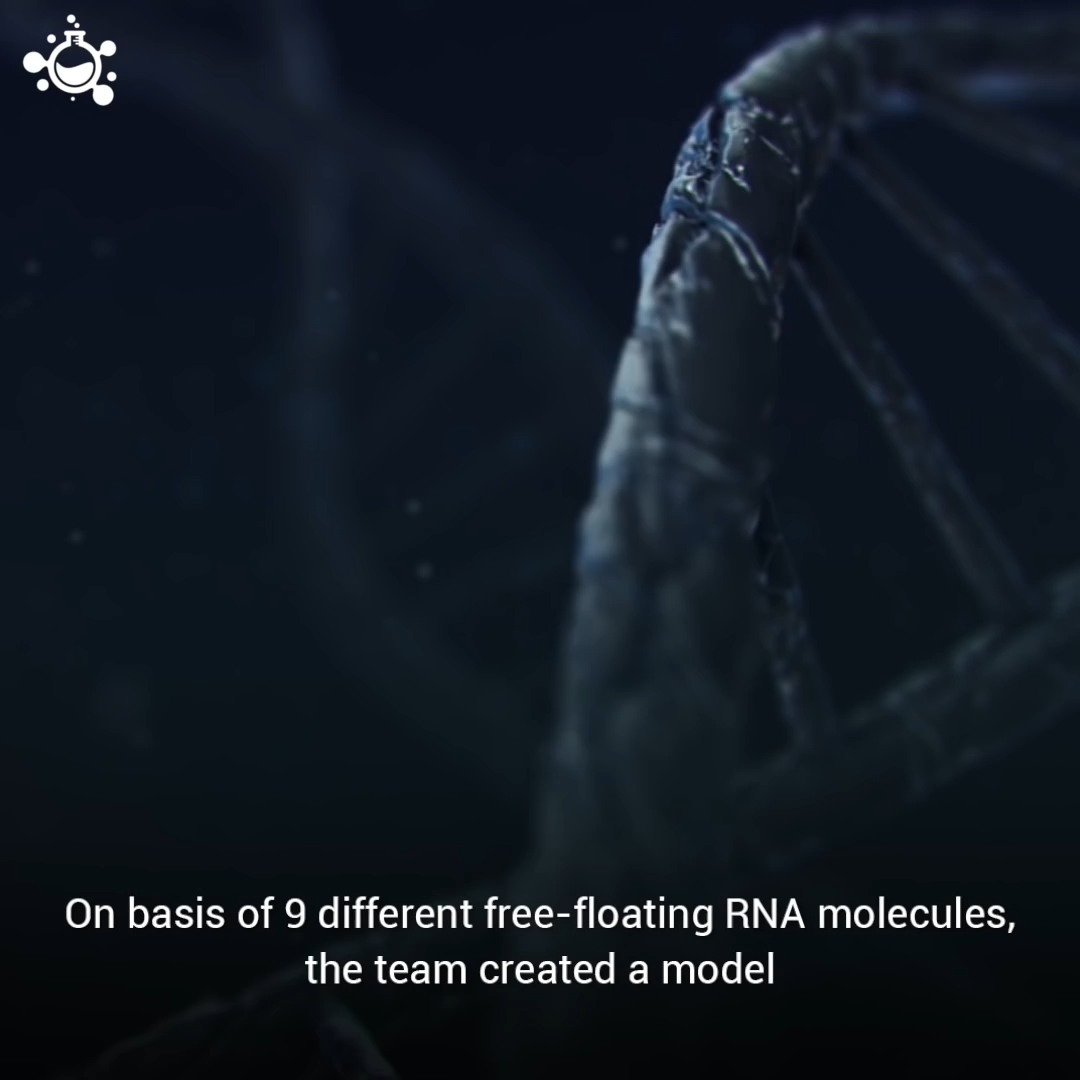 On basis of 9 different free-floating RNA molecules,
the team created a model